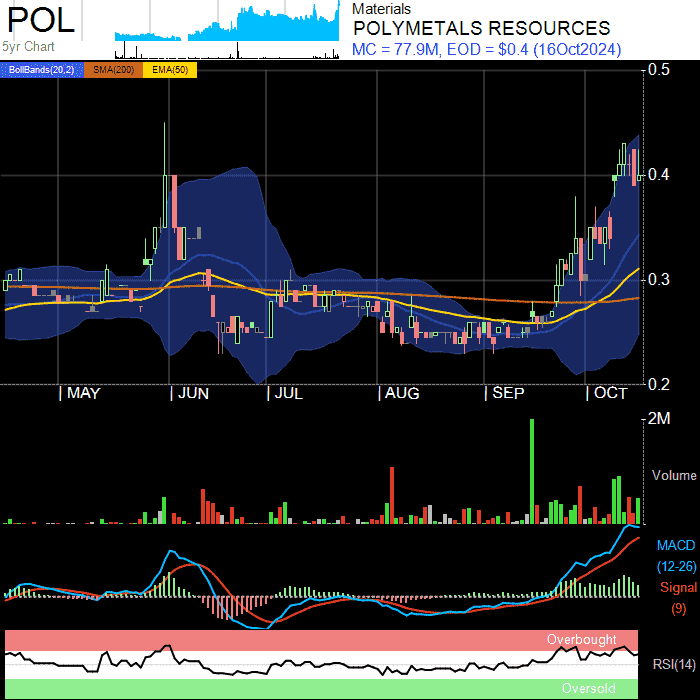 POL
5yr Chart
Materials
POLYMETALS RESOURCES
MC = 77.9M, EOD = $0.4 (16Oct2024)
BollBands(20,2) SMA(200) EMA(50)
0.5
0.4
0.3
0.2
MAY JUN JUL AUG SEP OCT
2M
Volume
MACD
(12-26)
Signal
(9)
Overbought
RSI(14)
Oversold